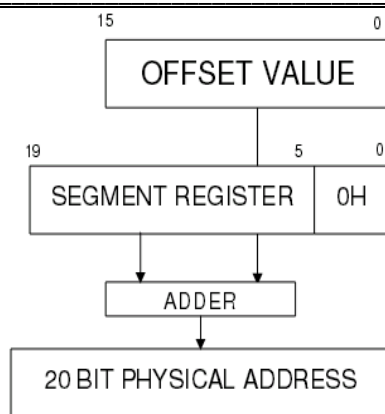 15 0
OFFSET VALUE
19 5 0
SEGMENT REGISTER 0H
ADDER
20 BIT PHYSICAL ADDRESS